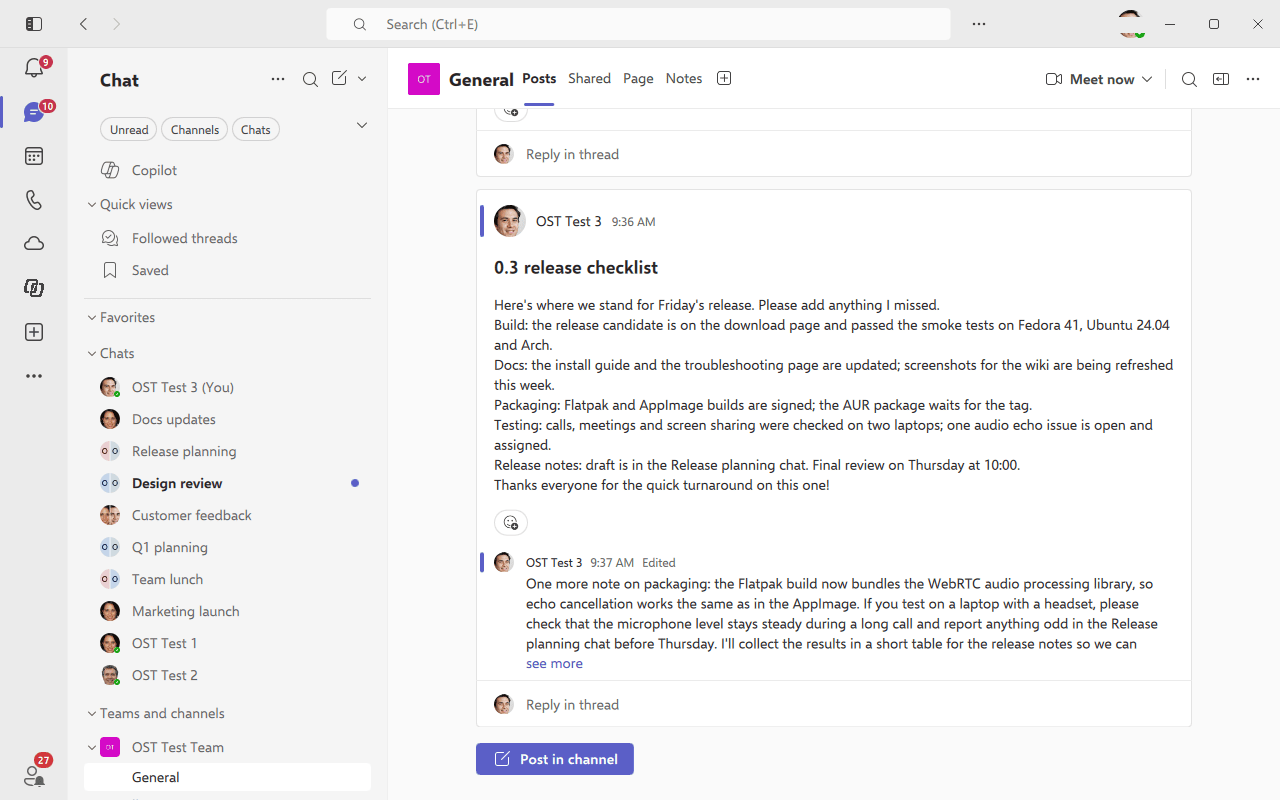 Search (Ctrl+E)
9
10
27
Chat
Unread
Channels
Chats
Copilot
Quick views
Followed threads
Saved
Favorites
Chats
OST Test 3 (You)
Docs updates
Release planning
Design review
Customer feedback
Q1 planning
Team lunch
Marketing launch
OST Test 1
OST Test 2
Teams and channels
OT OST Test Team
General
OT General Posts Shared Page Notes
Meet now
Reply in thread
OST Test 3 9:36 AM
0.3 release checklist
Here's where we stand for Friday's release. Please add anything I missed.
Build: the release candidate is on the download page and passed the smoke tests on Fedora 41, Ubuntu 24.04
and Arch.
Docs: the install guide and the troubleshooting page are updated; screenshots for the wiki are being refreshed
this week.
Packaging: Flatpak and AppImage builds are signed; the AUR package waits for the tag.
Testing: calls, meetings and screen sharing were checked on two laptops; one audio echo issue is open and
assigned.
Release notes: draft is in the Release planning chat. Final review on Thursday at 10:00.
Thanks everyone for the quick turnaround on this one!
OST Test 3 9:37 AM Edited
One more note on packaging: the Flatpak build now bundles the WebRTC audio processing library, so
echo cancellation works the same as in the AppImage. If you test on a laptop with a headset, please
check that the microphone level stays steady during a long call and report anything odd in the Release
planning chat before Thursday. I'll collect the results in a short table for the release notes so we can
see more
Reply in thread
Post in channel